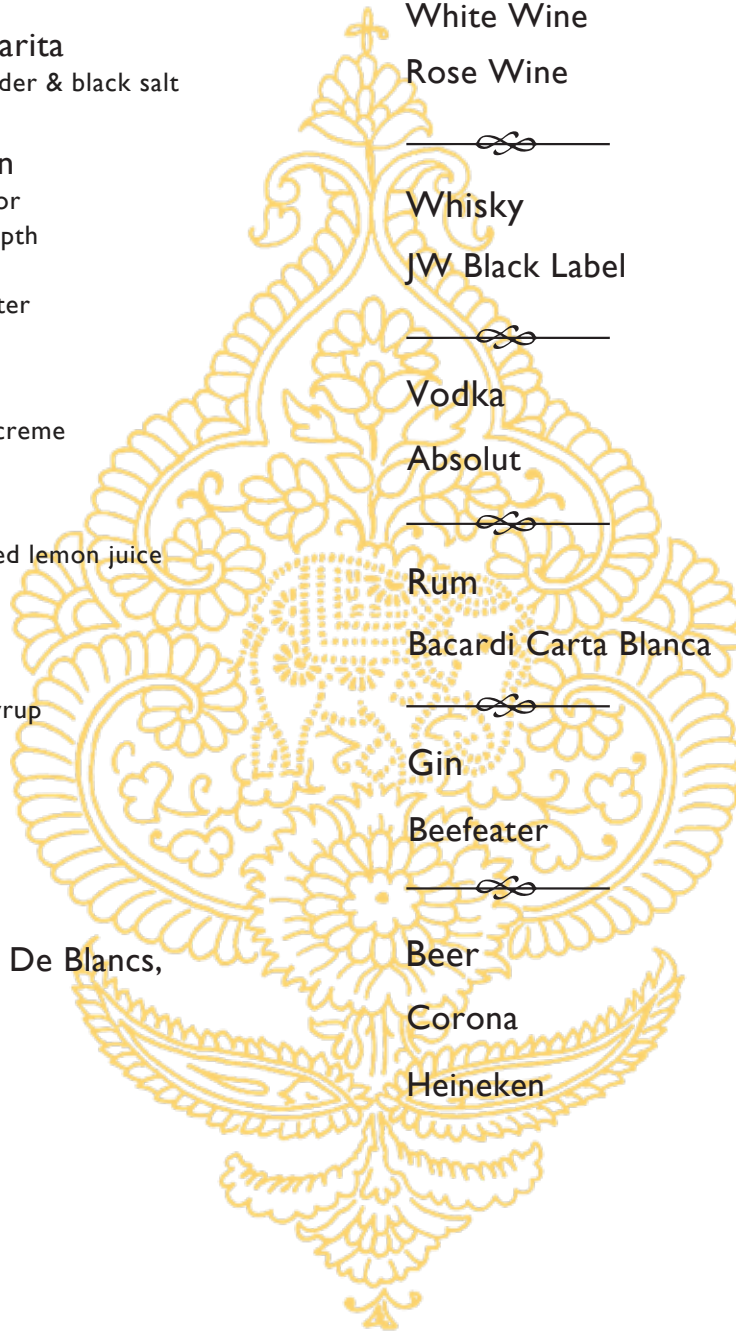 arita
der & black salt
n
or
pth
ter
creme
ed lemon juice
rup
De Blancs,
White Wine
Rose Wine
Whisky
JW Black Label
Vodka
Absolut
Rum
Bacardi Carta Blanca
Gin
Beefeater
Beer
Corona
Heineken